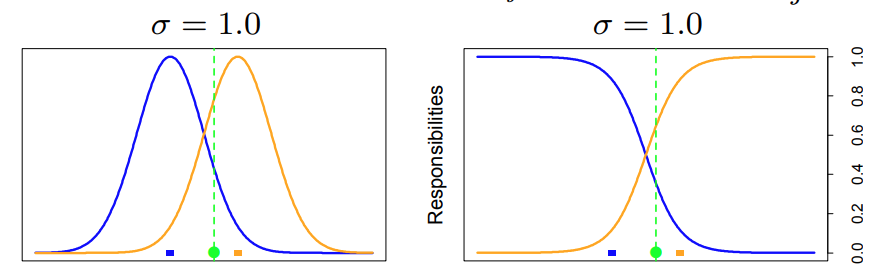 σ = 1.0
σ = 1.0
Responsibilities
0.0 0.2 0.4 0.6 0.8 1.0